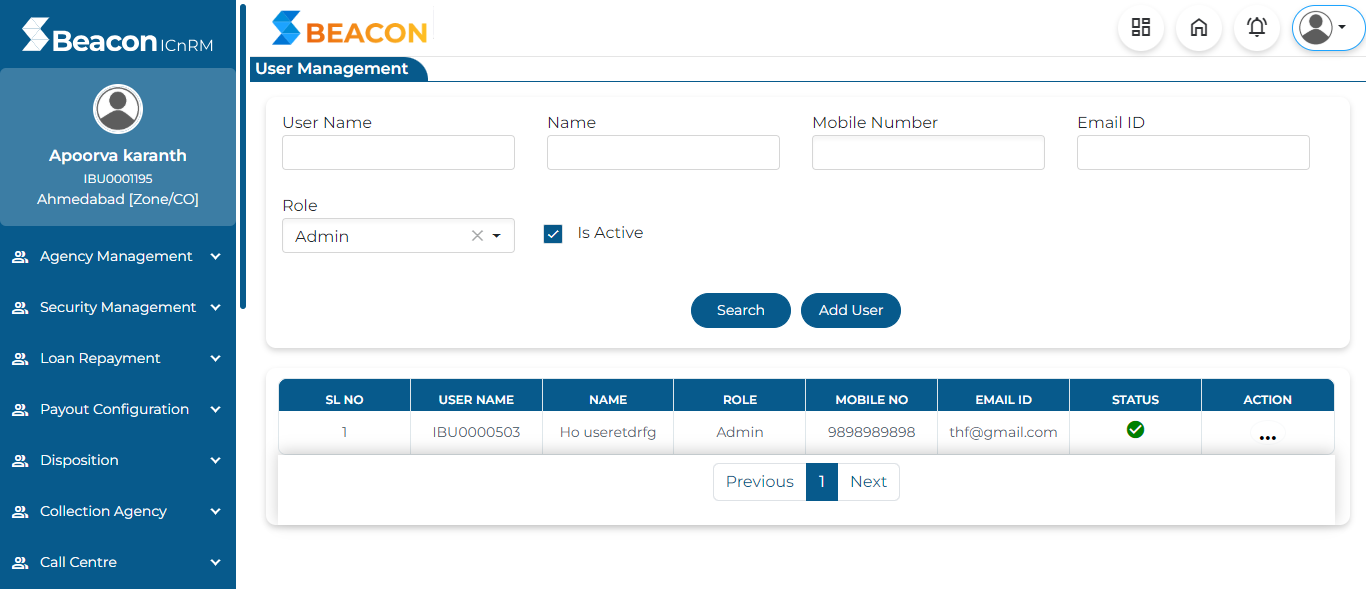 Beacon ICnRM
BEACON
User Management
Apoorva karanth
IBU0001195
Ahmedabad [Zone/CO]
Agency Management
Security Management
Loan Repayment
Payout Configuration
Disposition
Collection Agency
Call Centre
User Name Name Mobile Number Email ID
Role
Admin
Is Active
Search Add User
SL NO USER NAME NAME ROLE MOBILE NO EMAIL ID STATUS ACTION
1 IBU0000503 Ho useretdrfg Admin 9898989898 thf@gmail.com
Previous 1 Next